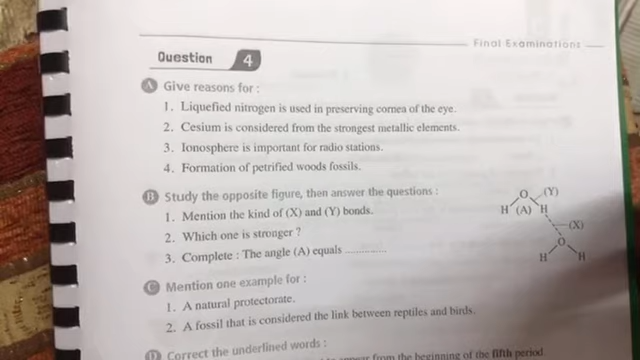 Final Examinations
Question 4
A Give reasons for :
1. Liquefied nitrogen is used in preserving cornea of the eye.
2. Cesium is considered from the strongest metallic elements.
3. Ionosphere is important for radio stations.
4. Formation of petrified woods fossils.
B Study the opposite figure, then answer the questions :
1. Mention the kind of (X) and (Y) bonds.
2. Which one is stronger ?
3. Complete : The angle (A) equals ..............
O (Y)
H (A) H
(X)
O
H H
C Mention one example for :
1. A natural protectorate.
2. A fossil that is considered the link between reptiles and birds.
D Correct the underlined words :
appear from the beginning of the fifth period